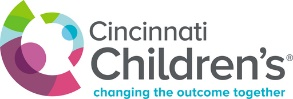 Cincinnati
Children's®
changing the outcome together